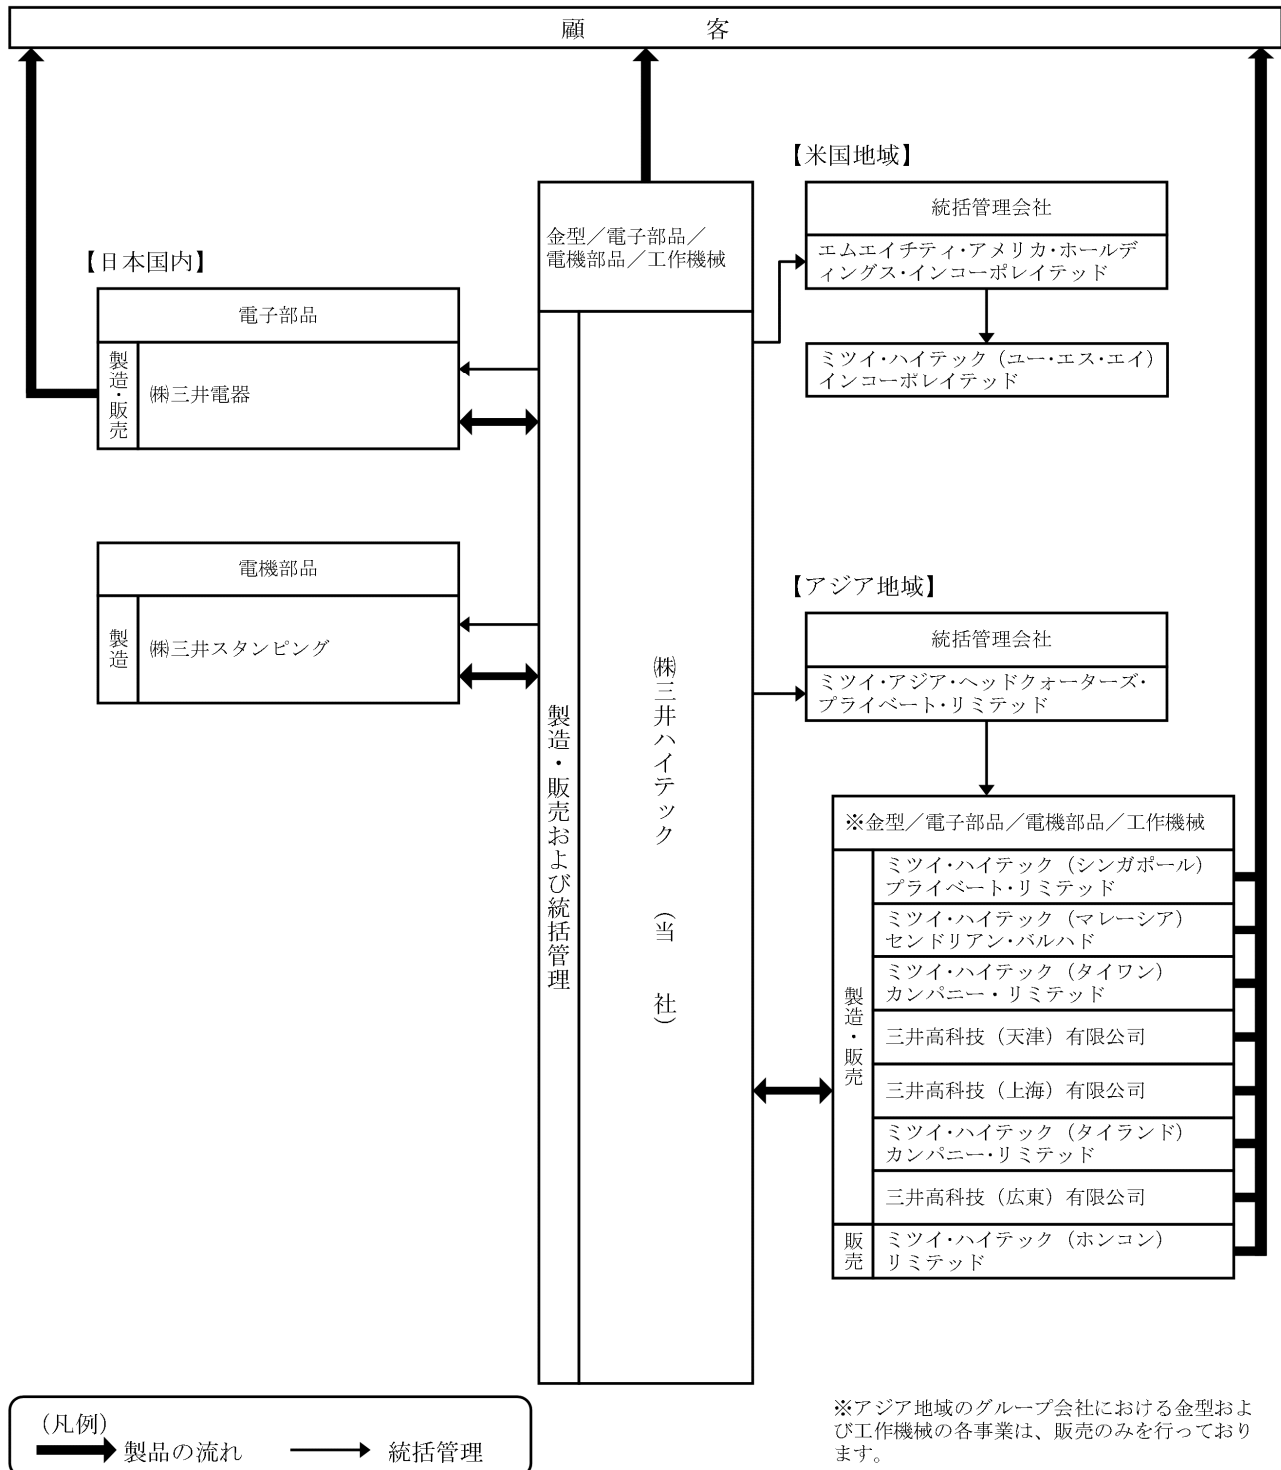 顧客
【米国地域】
統括管理会社
エムエイチティ・アメリカ・ホールデ
ィングス・インコーポレイテッド
ミツイ・ハイテック（ユー・エス・エイ）
インコーポレイテッド
金型／電子部品／
電機部品／工作機械
【日本国内】
電子部品
製造・販売
㈱三井電器
電機部品
製造
㈱三井スタンピング
製造・販売および統括管理
㈱三井ハイテック （当 社）
【アジア地域】
統括管理会社
ミツイ・アジア・ヘッドクォーターズ・
プライベート・リミテッド
※金型／電子部品／電機部品／工作機械
製造・販売
ミツイ・ハイテック（シンガポール）
プライベート・リミテッド
ミツイ・ハイテック（マレーシア）
センドリアン・バルハド
ミツイ・ハイテック（タイワン）
カンパニー・リミテッド
三井高科技（天津）有限公司
三井高科技（上海）有限公司
ミツイ・ハイテック（タイランド）
カンパニー・リミテッド
三井高科技（広東）有限公司
販売
ミツイ・ハイテック（ホンコン）
リミテッド
（凡例）
製品の流れ 統括管理
※アジア地域のグループ会社における金型およ
び工作機械の各事業は、販売のみを行っており
ます。